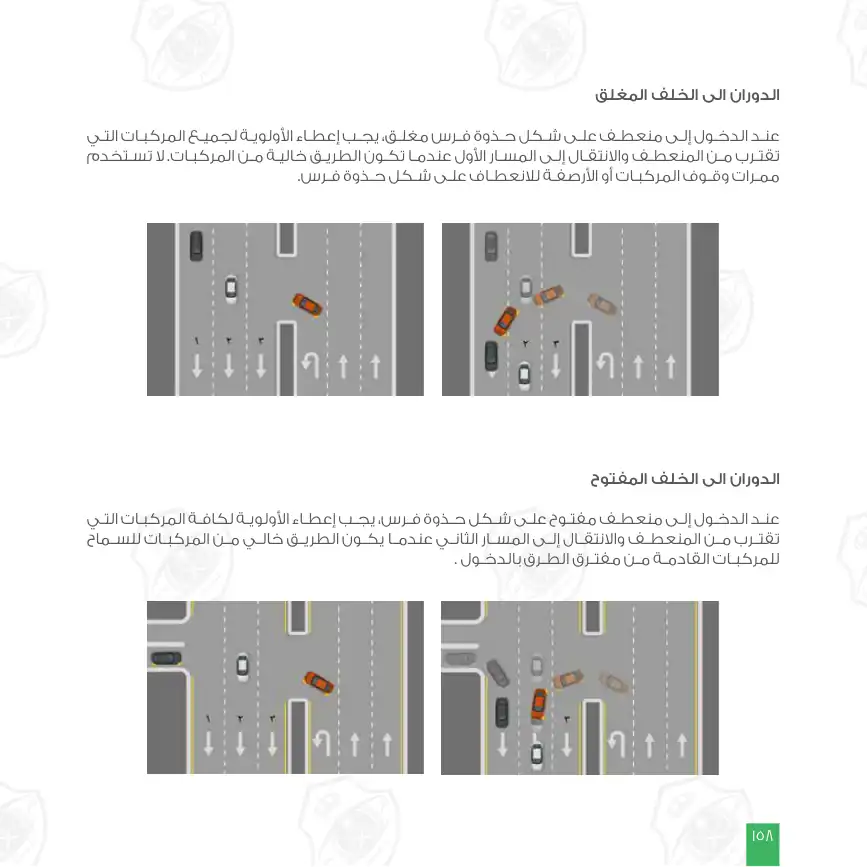 الدوران الى الخلف المغلق
عند الدخول إلى منعطف على شكل حذوة فرس مغلق، يجب إعطاء الأولوية لجميع المركبات التي
تقترب من المنعطف والانتقال إلى المسار الأول عندما تكون الطريق خالية من المركبات. لا تستخدم
ممرات وقوف المركبات أو الأرصفة للانعطاف على شكل حذوة فرس.
١ ٢ ٣
٢ ٣
الدوران الى الخلف المفتوح
عند الدخول إلى منعطف مفتوح على شكل حذوة فرس، يجب إعطاء الأولوية لكافة المركبات التي
تقترب من المنعطف والانتقال إلى المسار الثاني عندما يكون الطريق خالي من المركبات للسماح
للمركبات القادمة من مفترق الطرق بالدخول .
١ ٢ ٣
٣
١٥٨